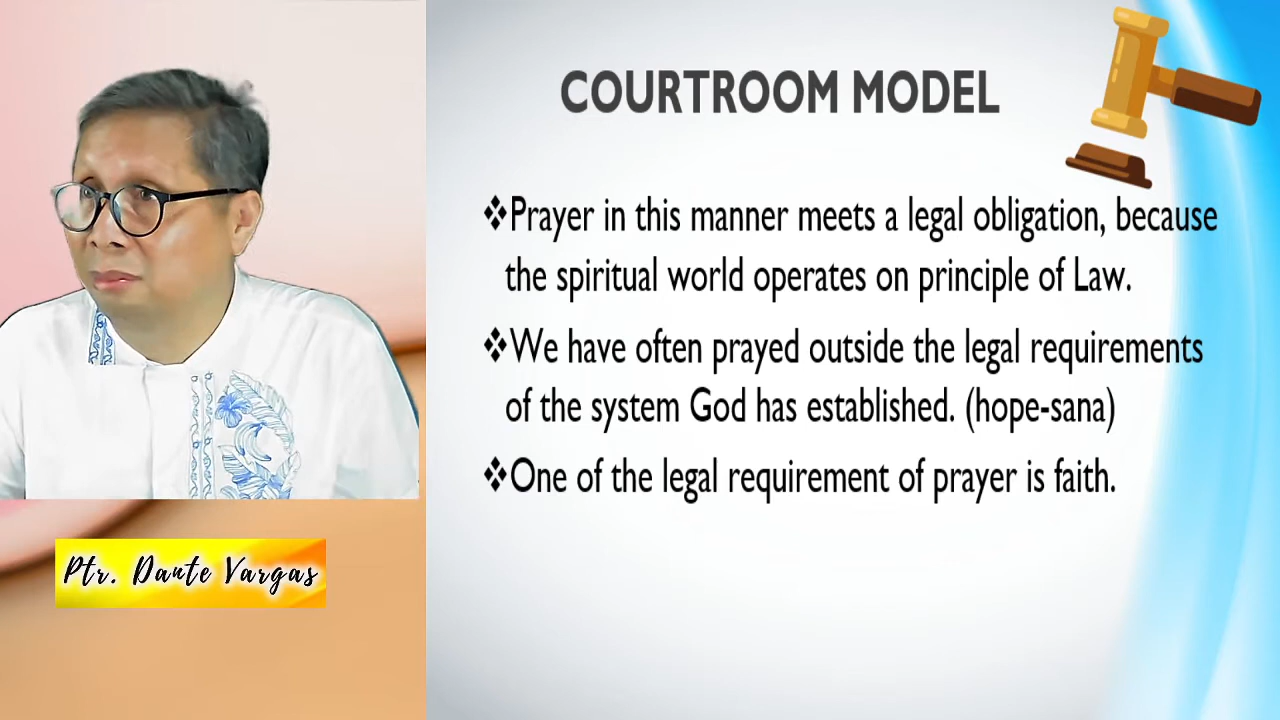 COURTROOM MODEL
❖Prayer in this manner meets a legal obligation, because
the spiritual world operates on principle of Law.
❖We have often prayed outside the legal requirements
of the system God has established. (hope-sana)
❖One of the legal requirement of prayer is faith.
Ptr. Dante Vargas